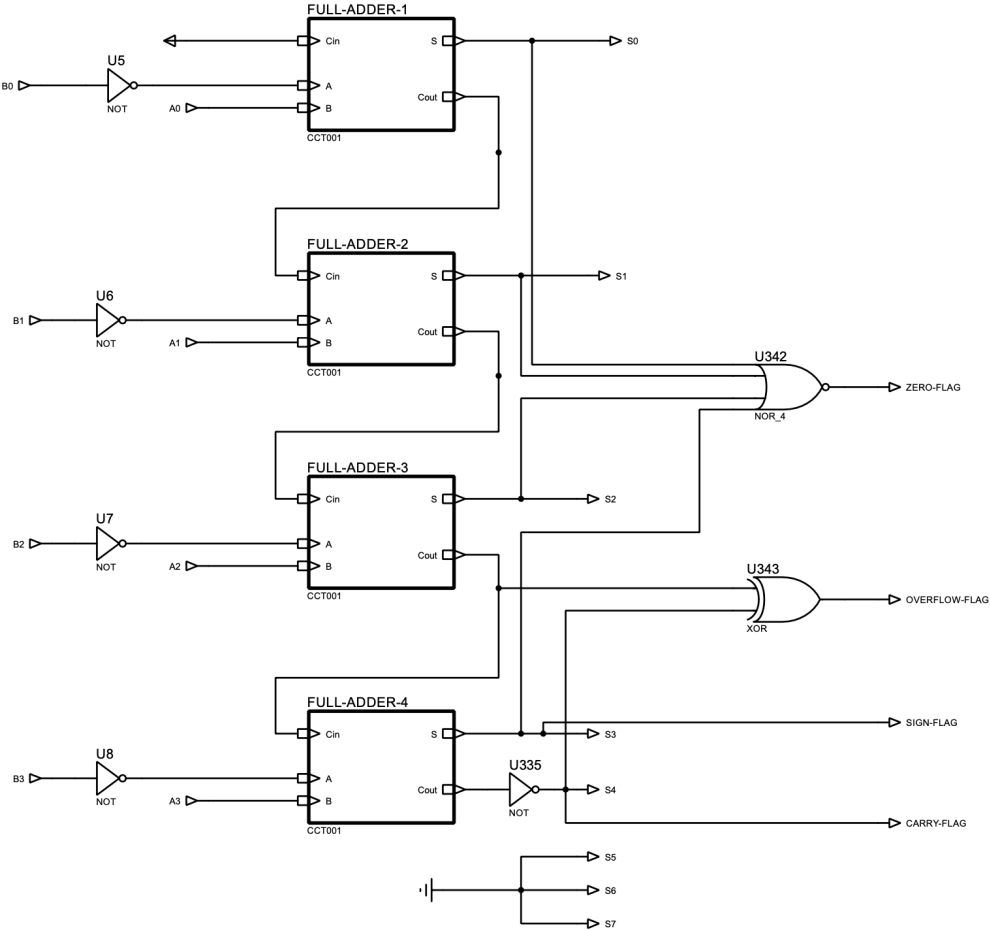 FULL-ADDER-1
Cin
S
S0
U5
B0
A
NOT
Cout
A0
B
CCT001
FULL-ADDER-2
Cin
S
S1
U6
B1
A
NOT
Cout
A1
B
CCT001
U342
ZERO-FLAG
NOR_4
FULL-ADDER-3
Cin
S
S2
U7
B2
A
NOT
Cout
A2
B
CCT001
U343
OVERFLOW-FLAG
XOR
FULL-ADDER-4
Cin
S
S3
SIGN-FLAG
U8
B3
A
NOT
Cout
U335
NOT
S4
A3
B
CCT001
CARRY-FLAG
S5
S6
S7